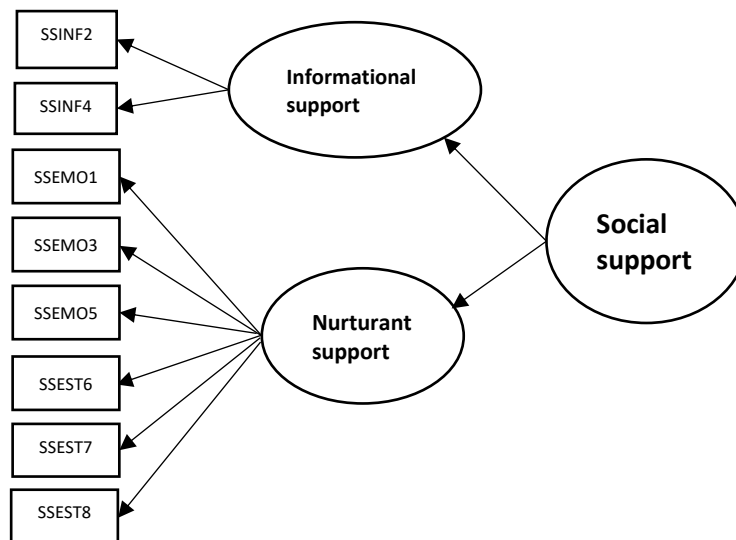 SSINF2
SSINF4
SSEMO1
SSEMO3
SSEMO5
SSEST6
SSEST7
SSEST8
Informational
support
Nurturant
support
Social
support